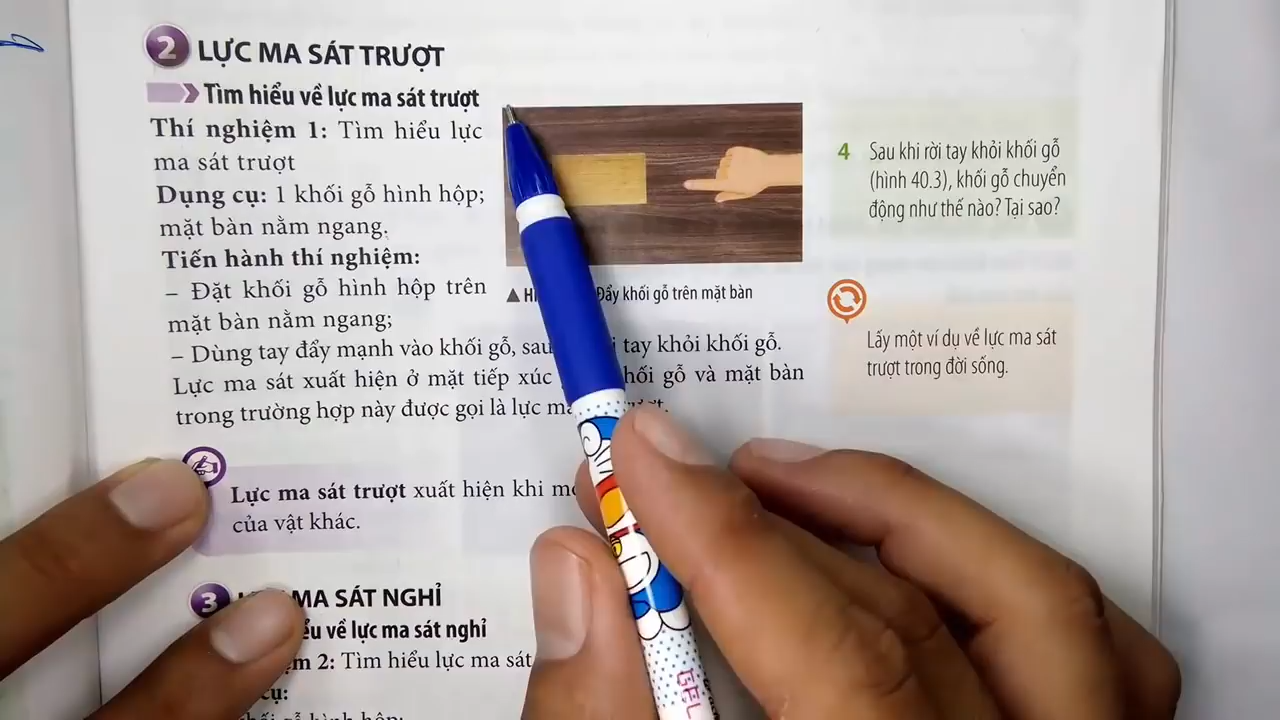 2 LỰC MA SÁT TRƯỢT
Tìm hiểu về lực ma sát trượt
Thí nghiệm 1: Tìm hiểu lực
ma sát trượt
Dụng cụ: 1 khối gỗ hình hộp;
mặt bàn nằm ngang.
Tiến hành thí nghiệm:
– Đặt khối gỗ hình hộp trên
mặt bàn nằm ngang;
– Dùng tay đẩy mạnh vào khối gỗ, sau tay khỏi khối gỗ.
Lực ma sát xuất hiện ở mặt tiếp xúc khối gỗ và mặt bàn
trong trường hợp này được gọi là lực
▲ Đẩy khối gỗ trên mặt bàn
4 Sau khi rời tay khỏi khối gỗ
(hình 40.3), khối gỗ chuyển
động như thế nào? Tại sao?
Lấy một ví dụ về lực ma sát
trượt trong đời sống.
Lực ma sát trượt xuất hiện khi
của vật khác.
3 MA SÁT NGHỈ
về lực ma sát nghỉ
2: Tìm hiểu lực ma sát
cụ:
khối gỗ hình hộp;
GEL